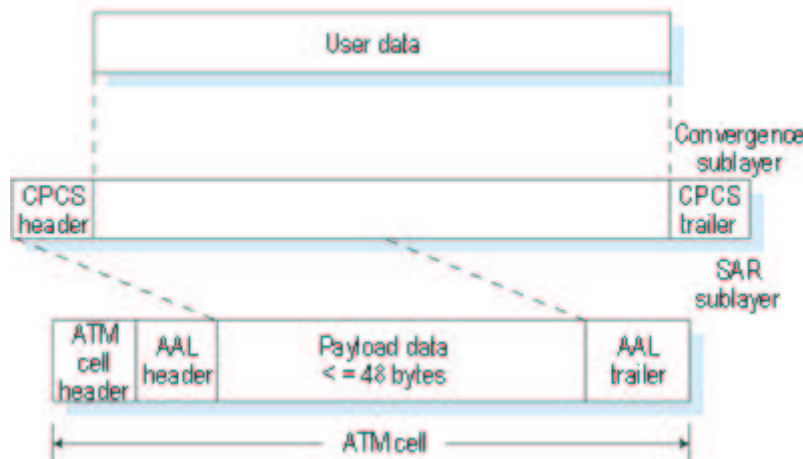 User data
Convergence
sublayer
CPCS
header
CPCS
trailer
SAR
sublayer
ATM
cell
header
AAL
header
Payload data
< = 48 bytes
AAL
trailer
ATM cell